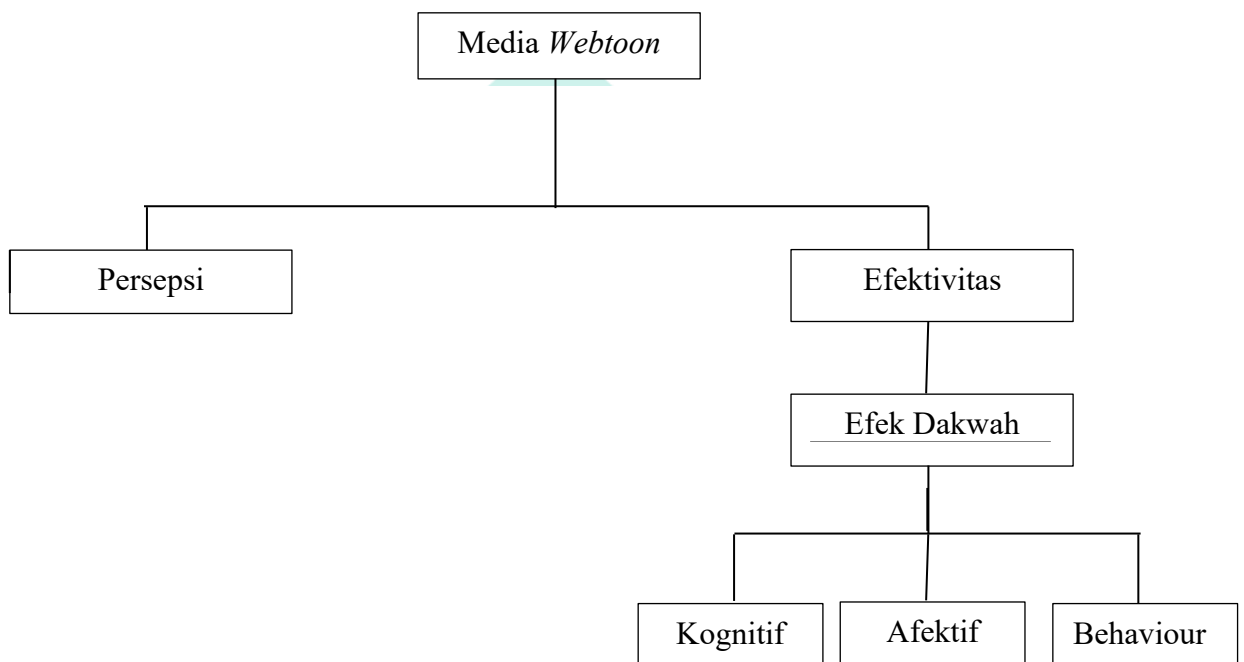 Media Webtoon
Persepsi
Efektivitas
Efek Dakwah
Kognitif
Afektif
Behaviour